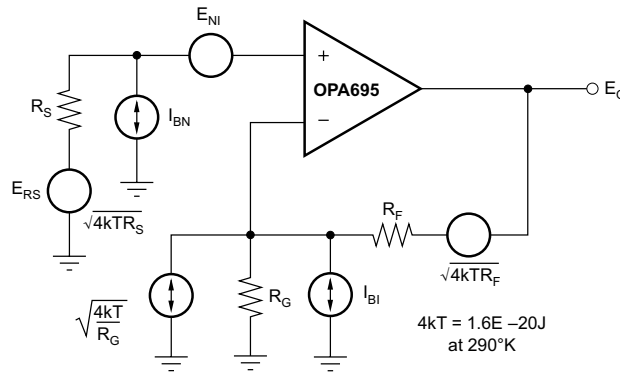 E_NI
+
OPA695
−
E_O
R_S
I_BN
E_RS
√4kTR_S
R_F
√4kTR_F
√4kT/R_G
R_G
I_BI
4kT = 1.6E –20J
at 290°K